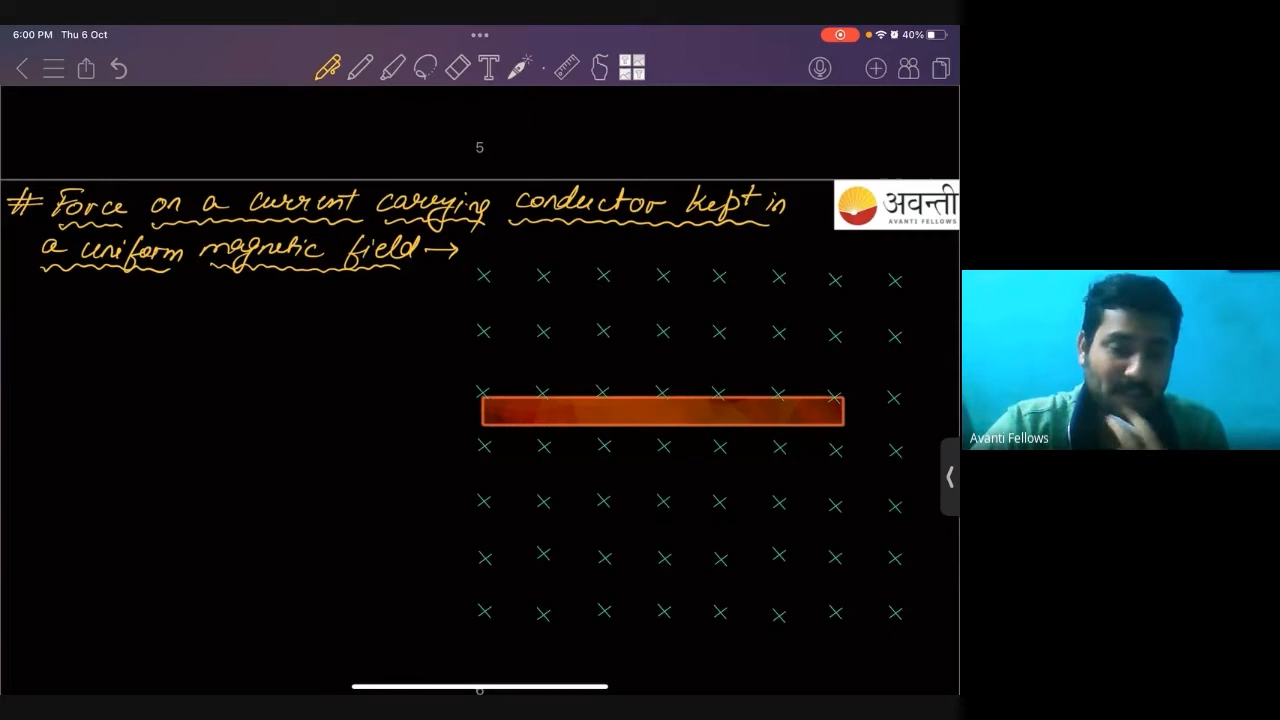 6:00 PM Thu 6 Oct
40%
5
# Force on a current carrying conductor kept in
a uniform magnetic field →
अवन्ती
AVANTI FELLOWS
Avanti Fellows